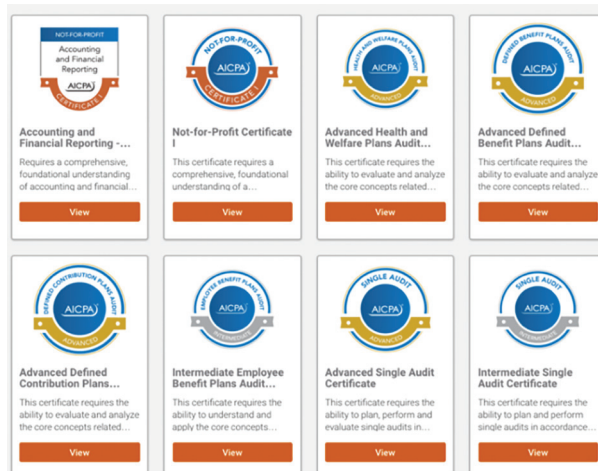 NOT-FOR-PROFIT
Accounting
and Financial
Reporting
AICPA
CERTIFICATE I
Accounting and
Financial Reporting -...
Requires a comprehensive,
foundational understanding
of accounting and financial...
View
NOT-FOR-PROFIT
AICPA
CERTIFICATE I
Not-for-Profit Certificate
I
This certificate requires a
comprehensive, foundational
understanding of a...
View
HEALTH AND WELFARE PLANS AUDIT
AICPA
ADVANCED
Advanced Health and
Welfare Plans Audit...
This certificate requires the
ability to evaluate and analyze
the core concepts related...
View
DEFINED BENEFIT PLANS AUDIT
AICPA
ADVANCED
Advanced Defined
Benefit Plans Audit...
This certificate requires the
ability to evaluate and analyze
the core concepts related...
View
DEFINED CONTRIBUTION PLANS AUDIT
AICPA
ADVANCED
Advanced Defined
Contribution Plans...
This certificate requires the
ability to evaluate and analyze
the core concepts related...
View
EMPLOYEE BENEFIT PLANS AUDIT
AICPA
INTERMEDIATE
Intermediate Employee
Benefit Plans Audit...
This certificate requires the
ability to understand and
apply the core concepts...
View
SINGLE AUDIT
AICPA
ADVANCED
Advanced Single Audit
Certificate
This certificate requires the
ability to plan, perform and
evaluate single audits in...
View
SINGLE AUDIT
AICPA
INTERMEDIATE
Intermediate Single
Audit Certificate
This certificate requires the
ability to plan and perform
single audits in accordance...
View